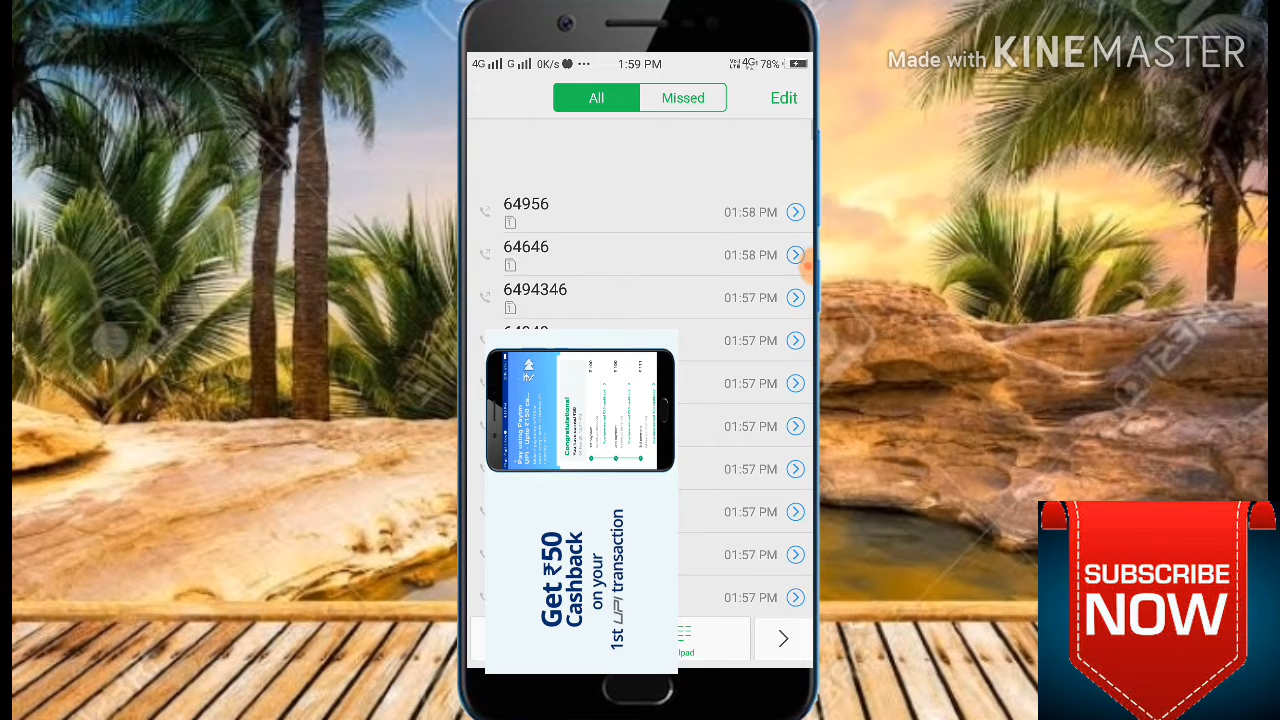 Made with KINEMASTER
4G G 0K/s ... 1:59 PM 4G+ 78%
All Missed Edit
64956
01:58 PM
64646
01:58 PM
6494346
01:57 PM
01:57 PM
01:57 PM
01:57 PM
01:57 PM
01:57 PM
01:57 PM
01:57 PM
Pay using Paytm
Congratulations!
Get ₹50
Cashback
on your
1st UPI transaction
SUBSCRIBE
NOW